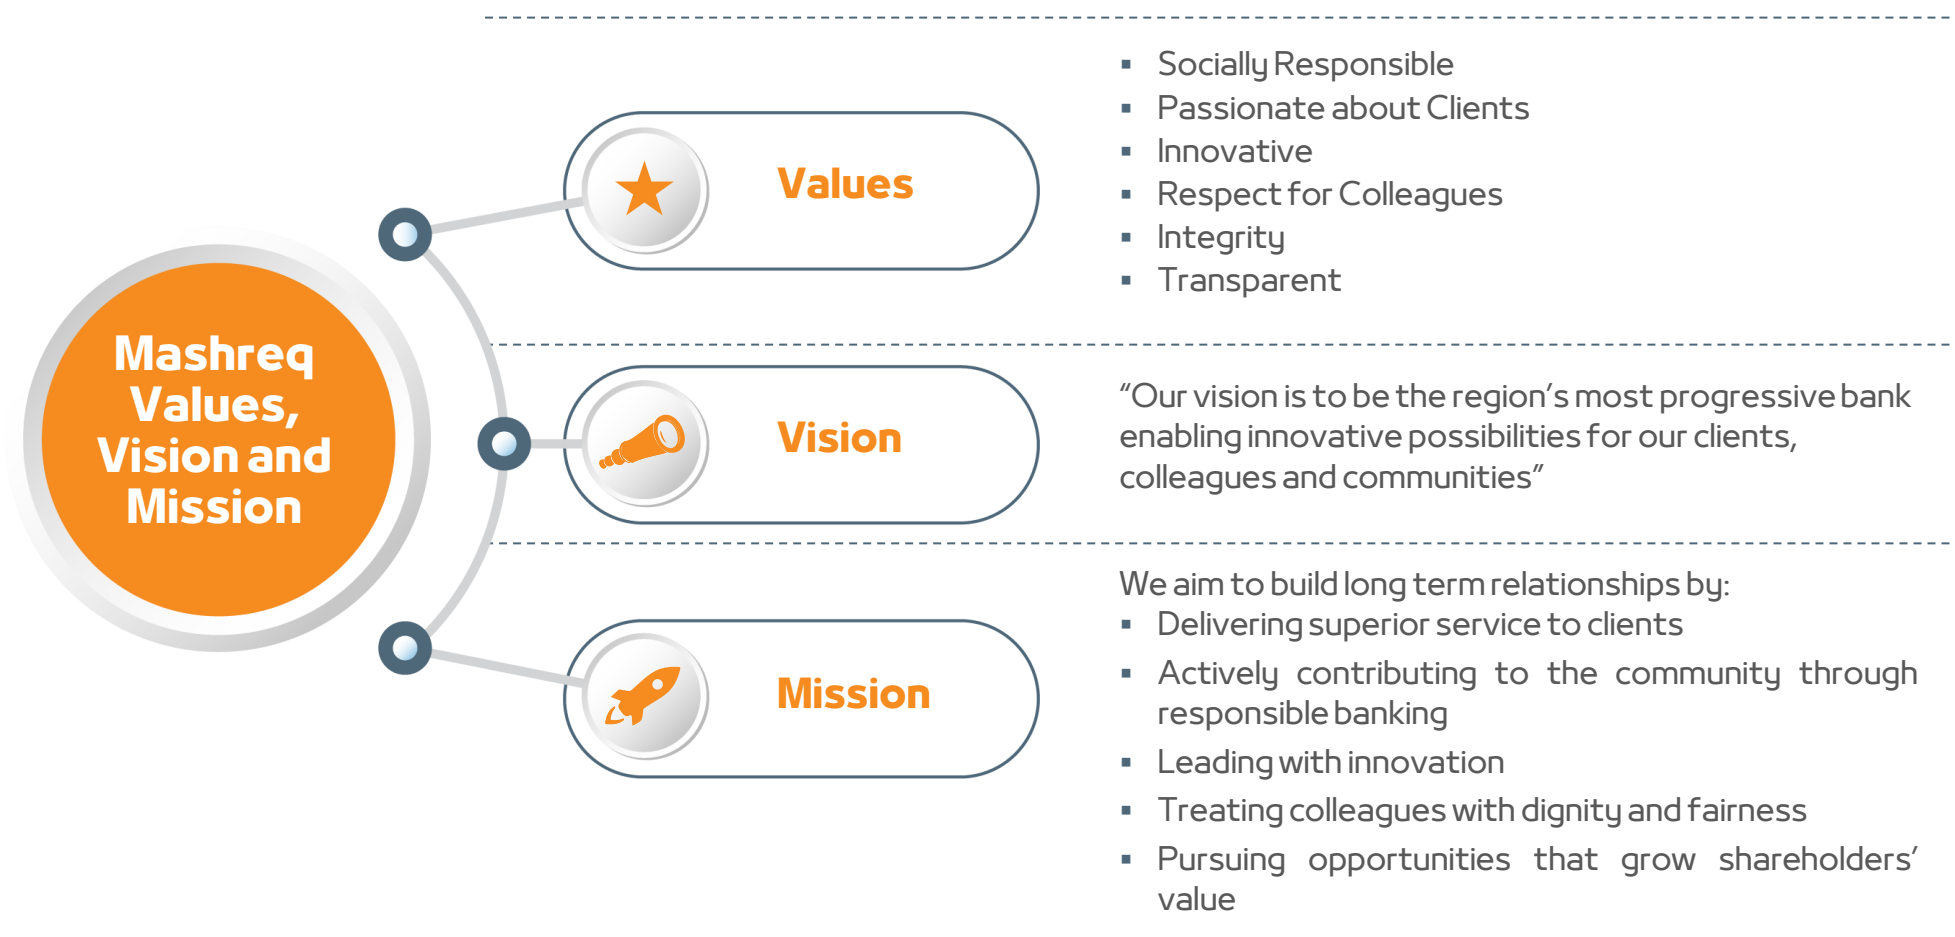 Mashreq
Values,
Vision and
Mission
Values
▪ Socially Responsible
▪ Passionate about Clients
▪ Innovative
▪ Respect for Colleagues
▪ Integrity
▪ Transparent
Vision
“Our vision is to be the region’s most progressive bank
enabling innovative possibilities for our clients,
colleagues and communities”
Mission
We aim to build long term relationships by:
▪ Delivering superior service to clients
▪ Actively contributing to the community through
responsible banking
▪ Leading with innovation
▪ Treating colleagues with dignity and fairness
▪ Pursuing opportunities that grow shareholders’
value